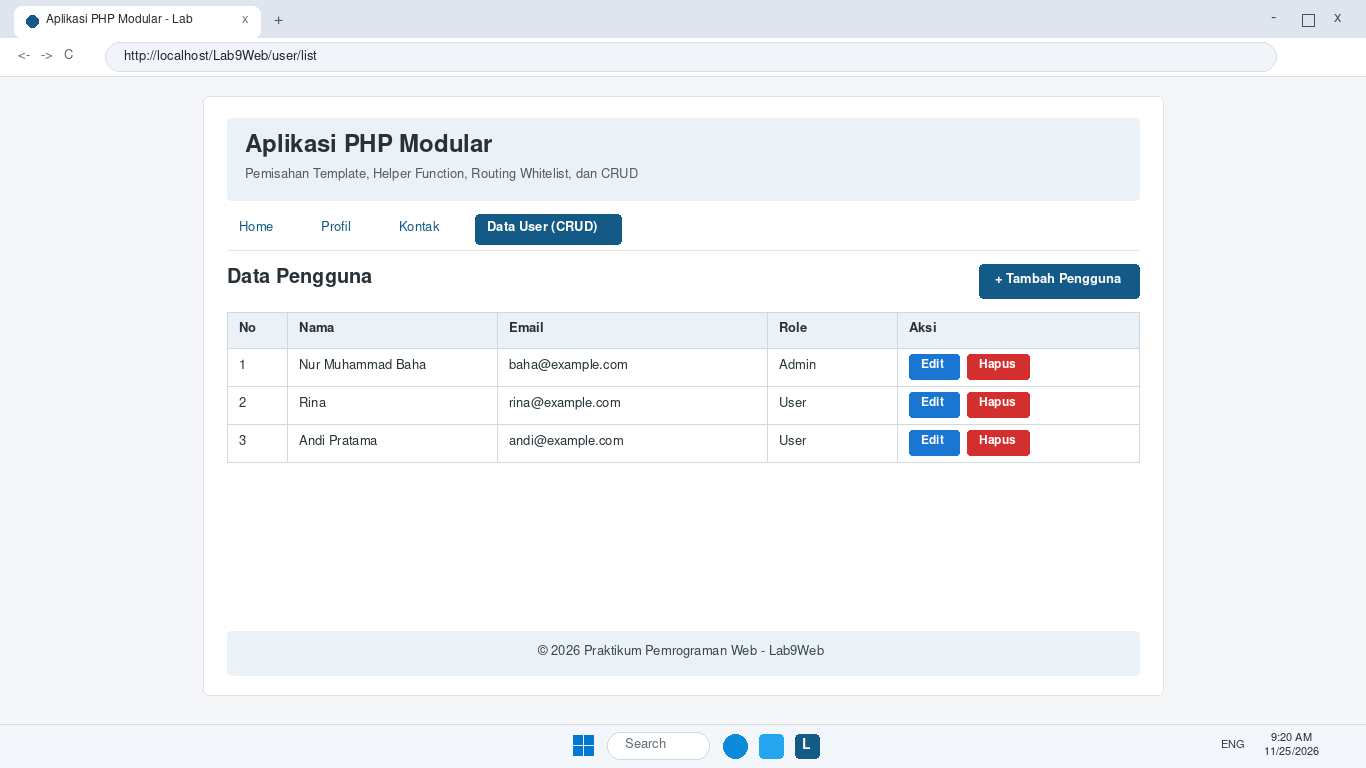 Aplikasi PHP Modular - Lab x +
- x
<- -> C http://localhost/Lab9Web/user/list
Aplikasi PHP Modular
Pemisahan Template, Helper Function, Routing Whitelist, dan CRUD
Home Profil Kontak Data User (CRUD)
Data Pengguna + Tambah Pengguna
No Nama Email Role Aksi
1 Nur Muhammad Baha baha@example.com Admin Edit Hapus
2 Rina rina@example.com User Edit Hapus
3 Andi Pratama andi@example.com User Edit Hapus
© 2026 Praktikum Pemrograman Web - Lab9Web
Search L ENG 9:20 AM
11/25/2026